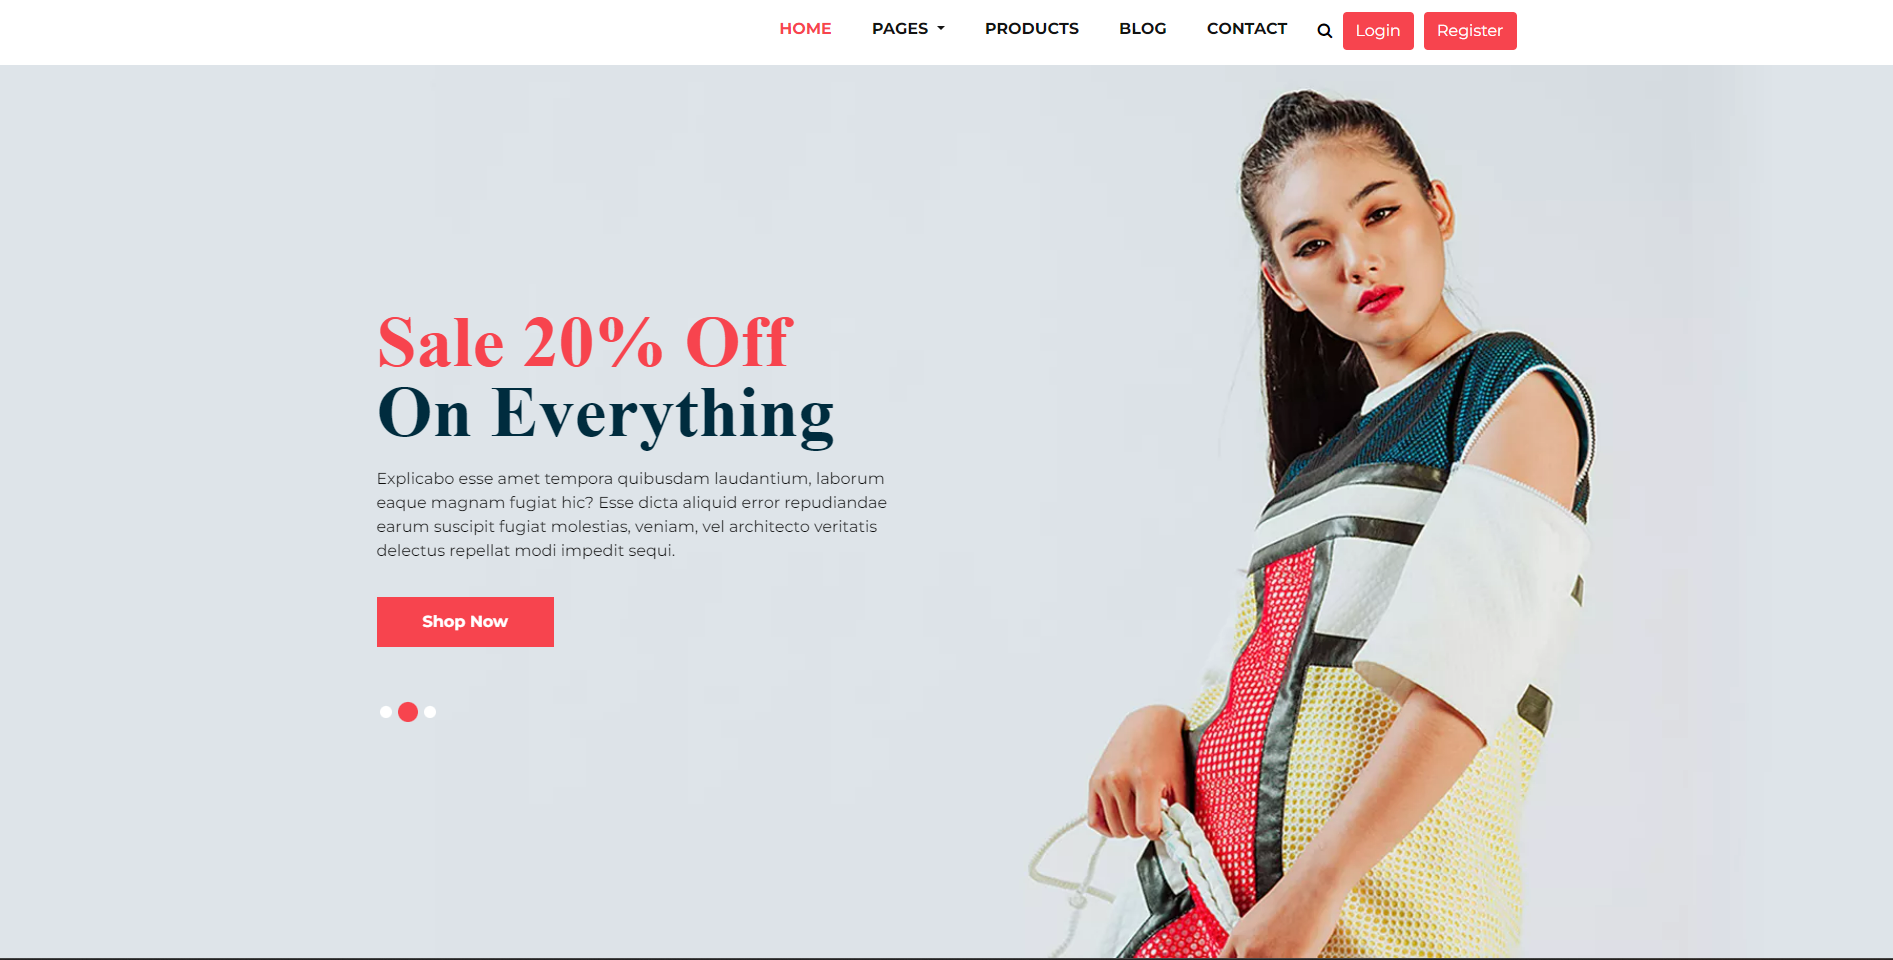 HOME PAGES PRODUCTS BLOG CONTACT Login Register
Sale 20% Off
On Everything
Explicabo esse amet tempora quibusdam laudantium, laborum
eaque magnam fugiat hic? Esse dicta aliquid error repudiandae
earum suscipit fugiat molestias, veniam, vel architecto veritatis
delectus repellat modi impedit sequi.
Shop Now